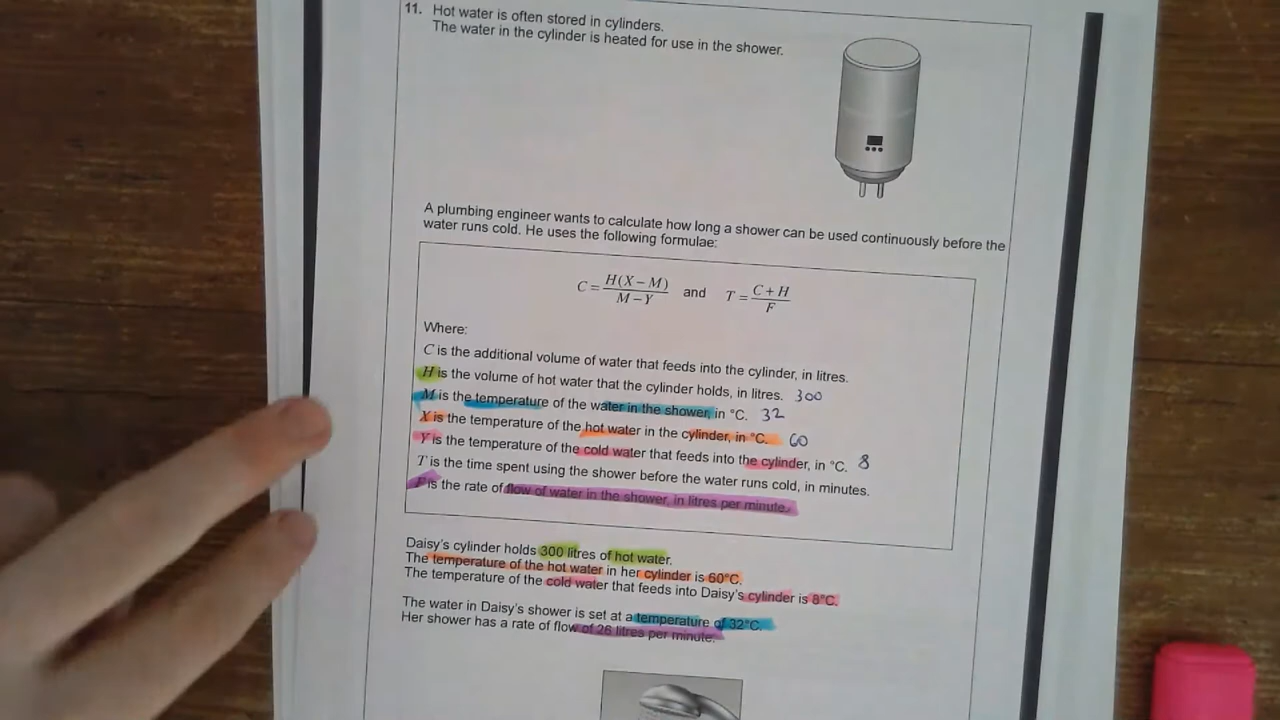 11. Hot water is often stored in cylinders.
The water in the cylinder is heated for use in the shower.
A plumbing engineer wants to calculate how long a shower can be used continuously before the
water runs cold. He uses the following formulae:
C = H(X – M) / M – Y and T = C + H / F
Where:
C is the additional volume of water that feeds into the cylinder, in litres.
H is the volume of hot water that the cylinder holds, in litres. 300
M is the temperature of the water in the shower, in °C. 32
X is the temperature of the hot water in the cylinder, in °C. 60
Y is the temperature of the cold water that feeds into the cylinder, in °C. 8
T is the time spent using the shower before the water runs cold, in minutes.
F is the rate of flow of water in the shower, in litres per minute.
Daisy's cylinder holds 300 litres of hot water.
The temperature of the hot water in her cylinder is 60°C.
The temperature of the cold water that feeds into Daisy's cylinder is 8°C.
The water in Daisy's shower is set at a temperature of 32°C.
Her shower has a rate of flow of 26 litres per minute.